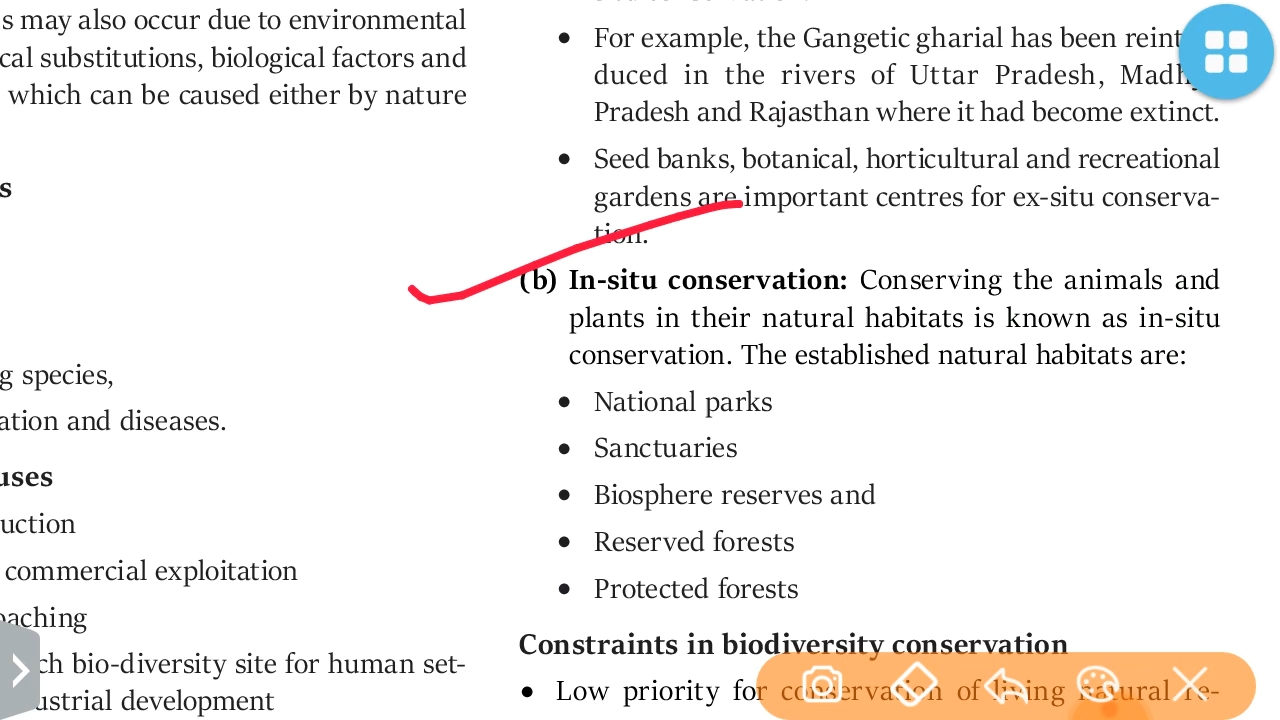 s may also occur due to environmental
cal substitutions, biological factors and
which can be caused either by nature
s
g species,
ation and diseases.
uses
uction
commercial exploitation
oaching
ch bio-diversity site for human set-
ustrial development
For example, the Gangetic gharial has been reint
duced in the rivers of Uttar Pradesh, Madhy
Pradesh and Rajasthan where it had become extinct.
Seed banks, botanical, horticultural and recreational
gardens are important centres for ex-situ conserva-
tion.
(b) In-situ conservation: Conserving the animals and
plants in their natural habitats is known as in-situ
conservation. The established natural habitats are:
National parks
Sanctuaries
Biosphere reserves and
Reserved forests
Protected forests
Constraints in biodiversity conservation
Low priority for conservation of living natural re-